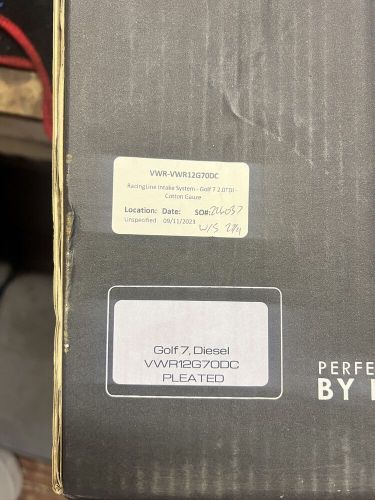 VWR-VWR12G70DC
RacingLine Intake System - Golf 7 2.0TDI -
Cotton Gauze
Location: Date: SO#:
Unspecified 09/11/2023
W/S
Golf 7, Diesel
VWR12G70DC
PLEATED
PERFE
BY